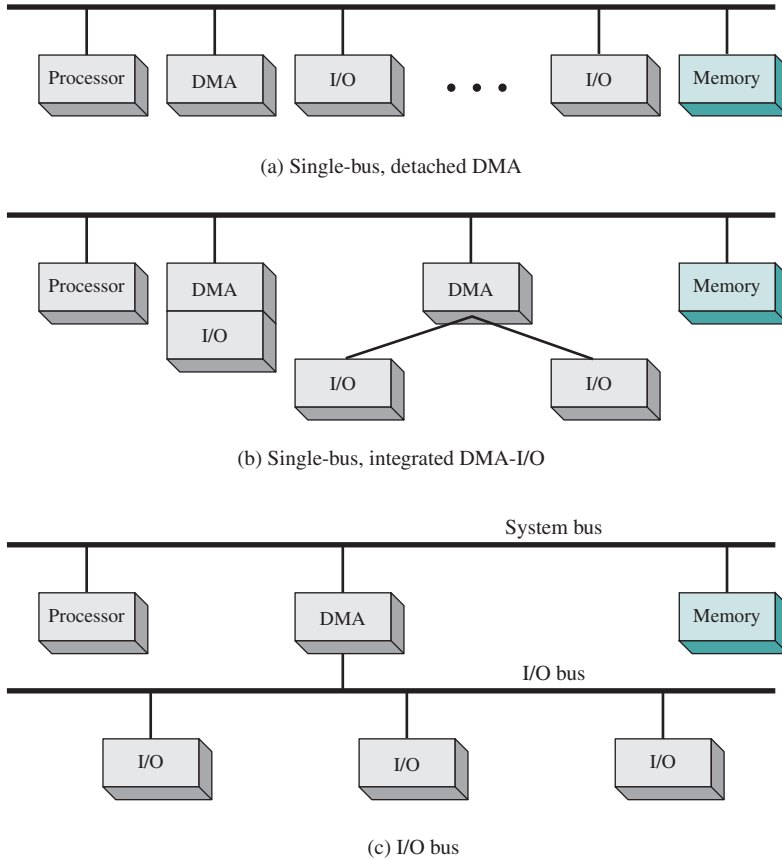 Processor DMA I/O I/O Memory
(a) Single-bus, detached DMA
Processor DMA DMA Memory
I/O
I/O I/O
(b) Single-bus, integrated DMA-I/O
System bus
Processor DMA Memory
I/O bus
I/O I/O I/O
(c) I/O bus